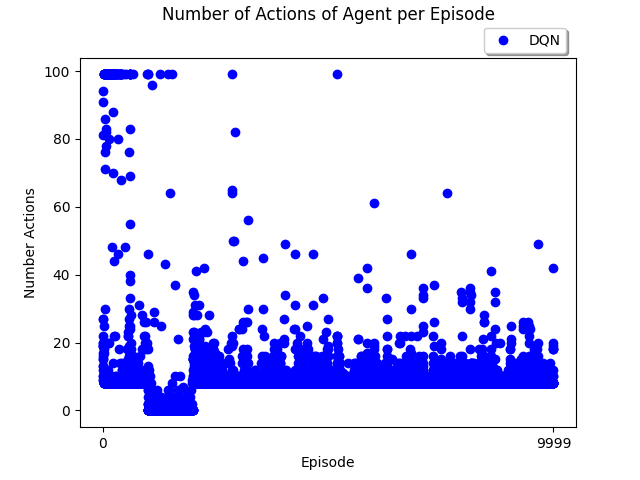 Number of Actions of Agent per Episode
DQN
100
80
60
40
20
0
Number Actions
0
9999
Episode